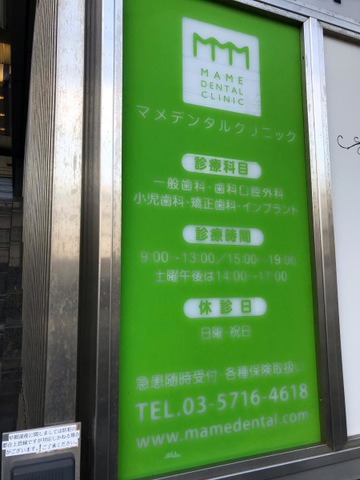 MAME
DENTAL
CLINIC
マメデンタルクリニック
診療科目
一般歯科・歯科口腔外科
小児歯科・矯正歯科・インプラント
診療時間
9:00~13:00/15:00~19:00
土曜午後は14:00~17:00
休診日
日曜・祝日
急患随時受付 各種保険取扱い
TEL.03-5716-4618
www.mamedental.com